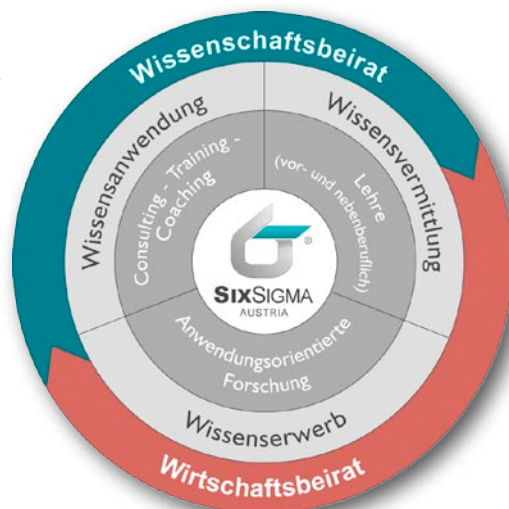 Wissenschaftsbeirat
Wissensanwendung
Wissensvermittlung
Consulting - Training -
Coaching
Lehre
(vor- und nebenberuflich)
®
SIXSIGMA
AUSTRIA
Anwendungsorientierte
Forschung
Wissenserwerb
Wirtschaftsbeirat